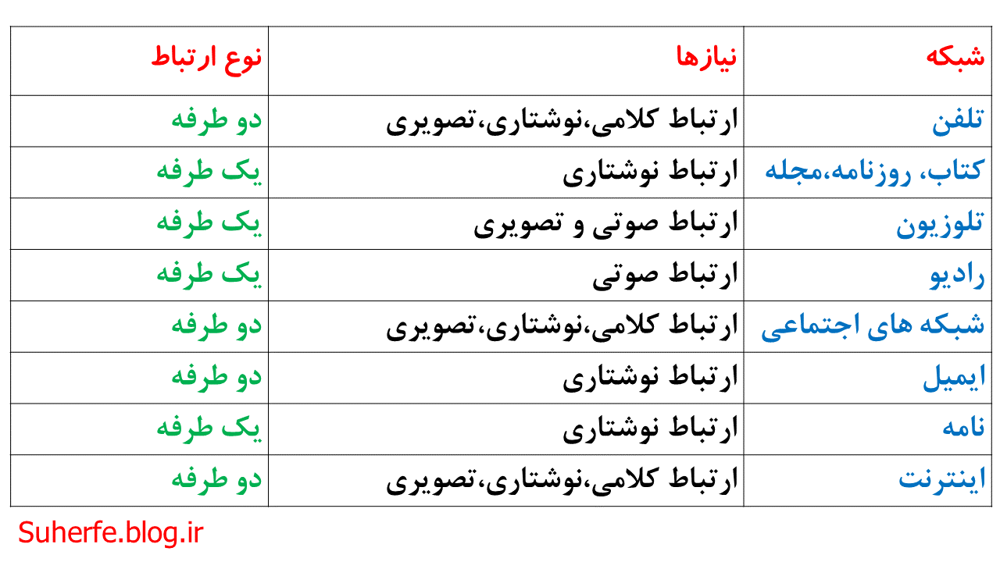 شبکه نیازها نوع ارتباط
تلفن ارتباط کلامی،نوشتاری،تصویری دو طرفه
کتاب، روزنامه،مجله ارتباط نوشتاری یک طرفه
تلوزیون ارتباط صوتی و تصویری یک طرفه
رادیو ارتباط صوتی یک طرفه
شبکه های اجتماعی ارتباط کلامی،نوشتاری،تصویری دو طرفه
ایمیل ارتباط نوشتاری دو طرفه
نامه ارتباط نوشتاری یک طرفه
اینترنت ارتباط کلامی،نوشتاری،تصویری دو طرفه
Suherfe.blog.ir